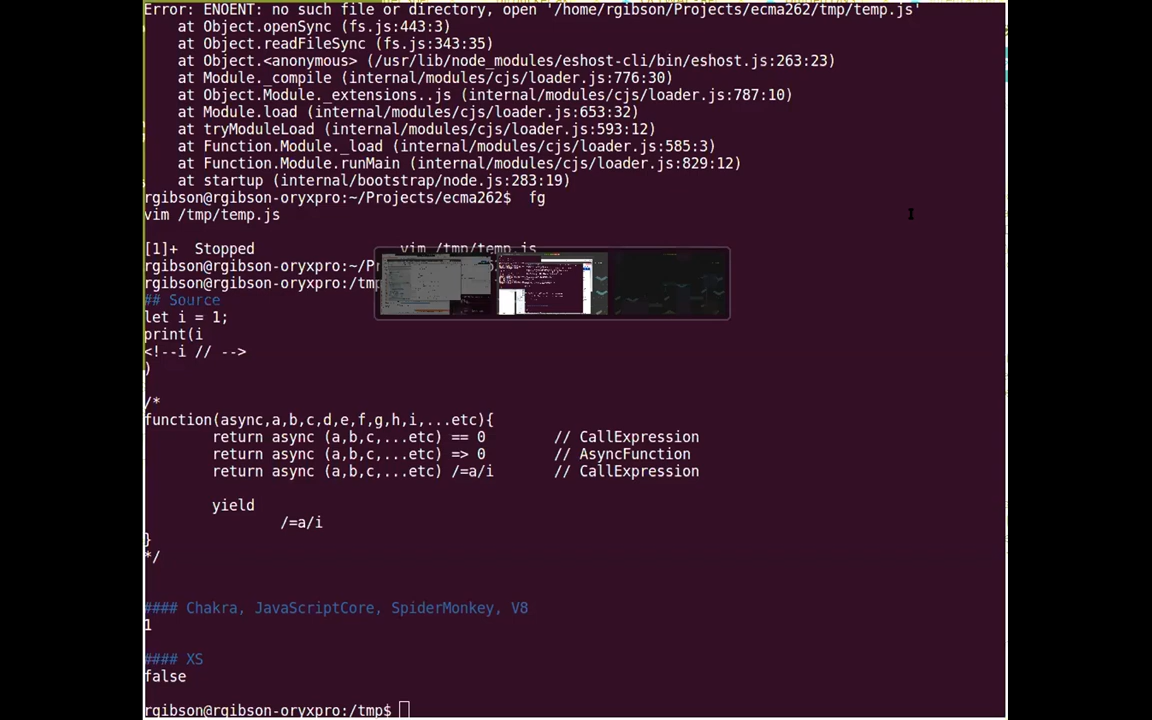 Error: ENOENT: no such file or directory, open '/home/rgibson/Projects/ecma262/tmp/temp.js'
    at Object.openSync (fs.js:443:3)
    at Object.readFileSync (fs.js:343:35)
    at Object.<anonymous> (/usr/lib/node_modules/eshost-cli/bin/eshost.js:263:23)
    at Module._compile (internal/modules/cjs/loader.js:776:30)
    at Object.Module._extensions..js (internal/modules/cjs/loader.js:787:10)
    at Module.load (internal/modules/cjs/loader.js:653:32)
    at tryModuleLoad (internal/modules/cjs/loader.js:593:12)
    at Function.Module._load (internal/modules/cjs/loader.js:585:3)
    at Function.Module.runMain (internal/modules/cjs/loader.js:829:12)
    at startup (internal/bootstrap/node.js:283:19)
rgibson@rgibson-oryxpro:~/Projects/ecma262$  fg
vim /tmp/temp.js
[1]+  Stopped                 vim /tmp/temp.js
rgibson@rgibson-oryxpro:~/Pr
rgibson@rgibson-oryxpro:/tmp
## Source
let i = 1;
print(i
<!--i // -->
)
/*
function(async,a,b,c,d,e,f,g,h,i,...etc){
        return async (a,b,c,...etc) == 0        // CallExpression
        return async (a,b,c,...etc) => 0        // AsyncFunction
        return async (a,b,c,...etc) /=a/i       // CallExpression
        yield
                /=a/i
}
*/
#### Chakra, JavaScriptCore, SpiderMonkey, V8
1
#### XS
false
rgibson@rgibson-oryxpro:/tmp$